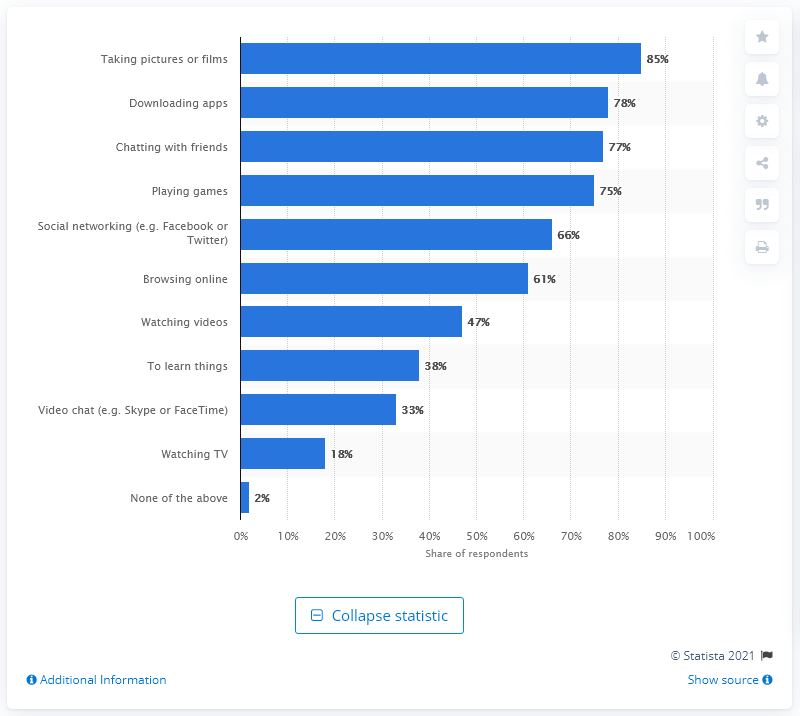 Taking pictures or films 85%
Downloading apps 78%
Chatting with friends 77%
Playing games 75%
Social networking (e.g. Facebook or
Twitter) 66%
Browsing online 61%
Watching videos 47%
To learn things 38%
Video chat (e.g. Skype or FaceTime) 33%
Watching TV 18%
None of the above 2%
0% 10% 20% 30% 40% 50% 60% 70% 80% 90% 100%
Share of respondents
Collapse statistic
© Statista 2021
Additional Information Show source